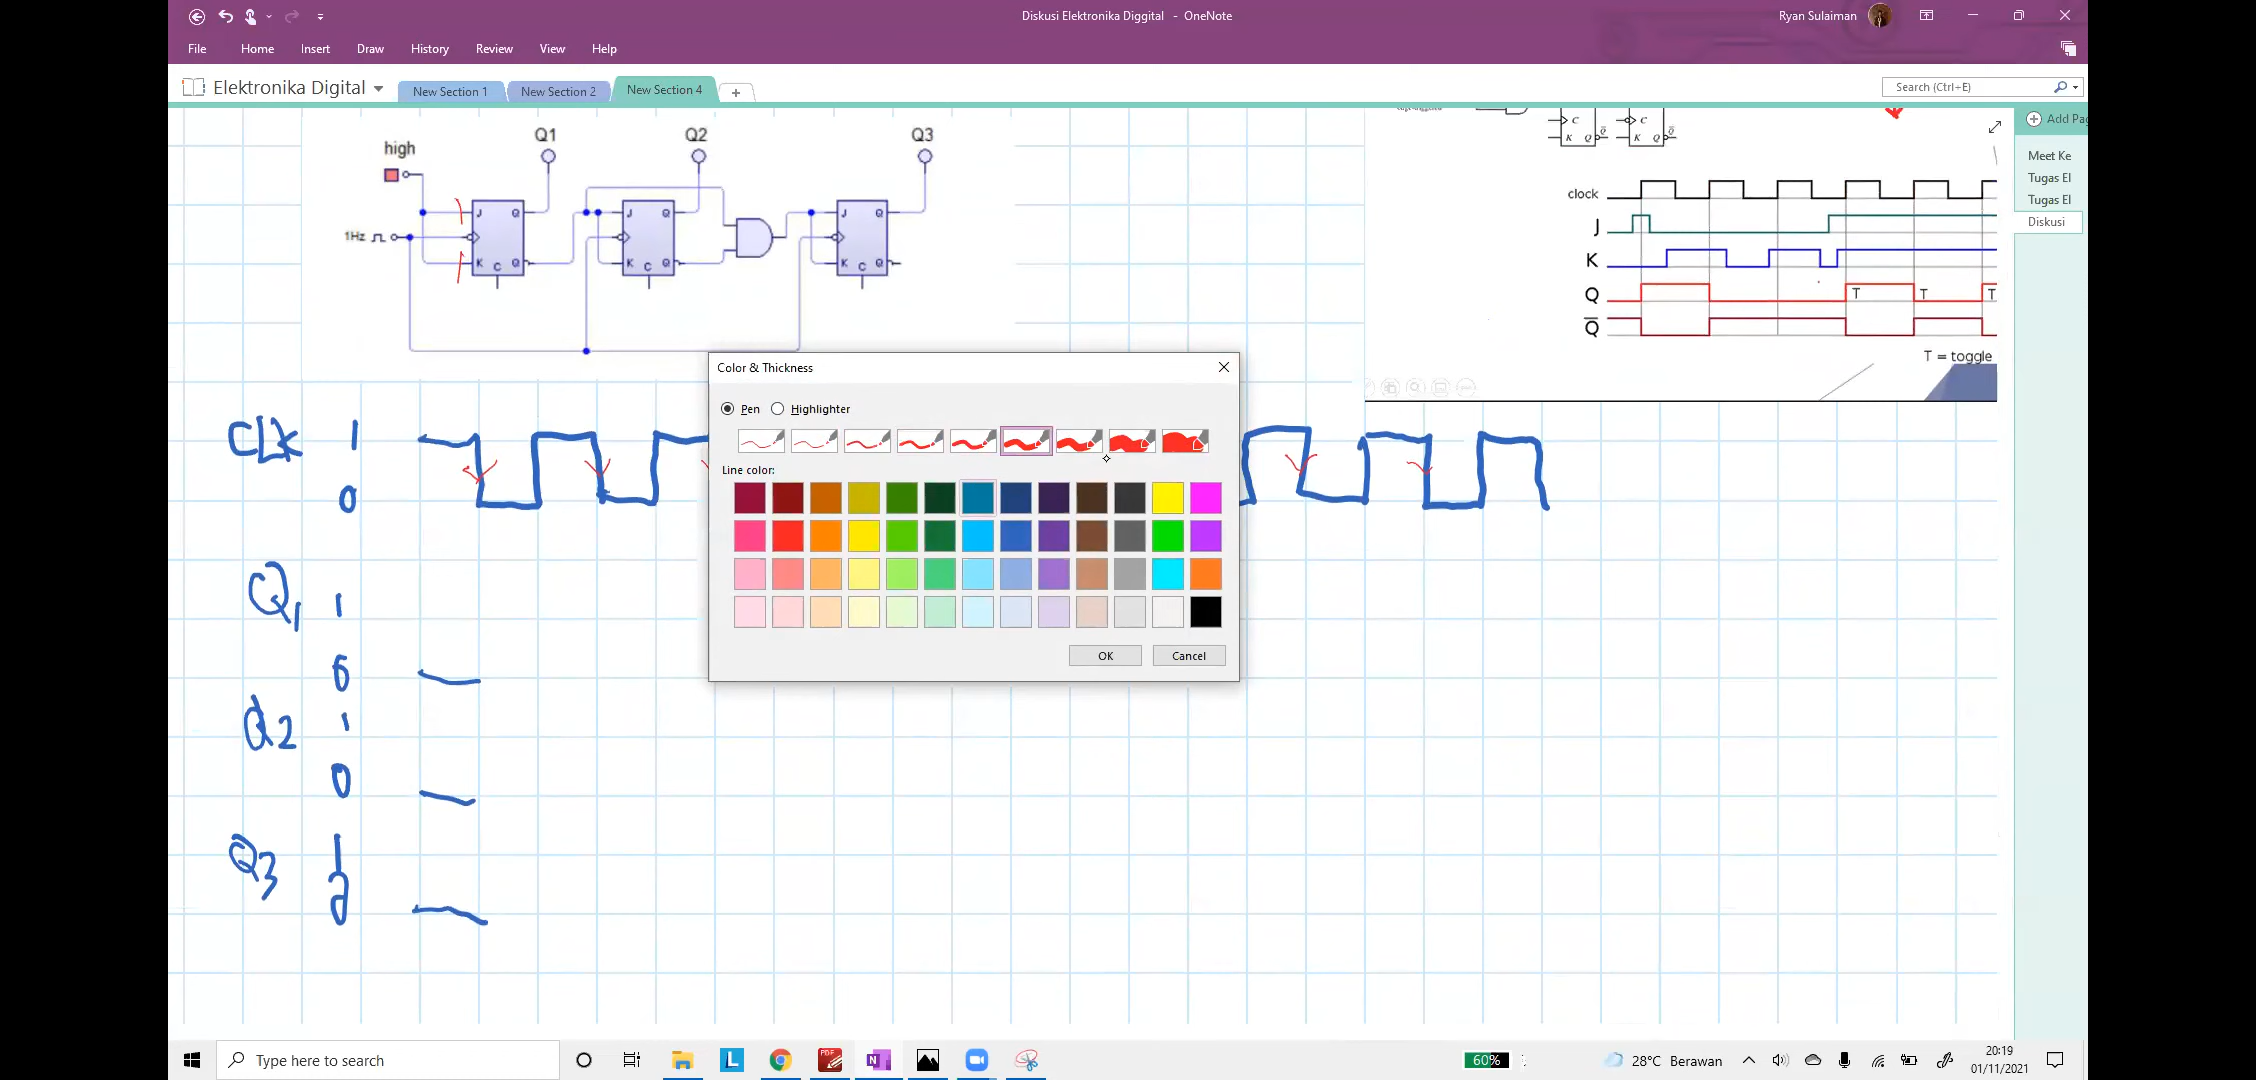 Diskusi Elektronika Diggital - OneNote
Ryan Sulaiman
File Home Insert Draw History Review View Help
Elektronika Digital
New Section 1
New Section 2
New Section 4
Search (Ctrl+E)
Add Pag
Meet Ke
Tugas El
Tugas El
Diskusi
high
Q1
Q2
Q3
1Hz
J Q
K C Q
J Q
K C Q
J Q
K C Q
C
K Q Q
C
K Q Q
clock
J
K
Q
T T T
Q
T = toggle
CLK 1
0
Q1 1
0
Q2 1
0
Q3 1
0
Color & Thickness
Pen Highlighter
Line color:
OK Cancel
Type here to search
L
PDF
N
60%
28°C Berawan
20:19
01/11/2021